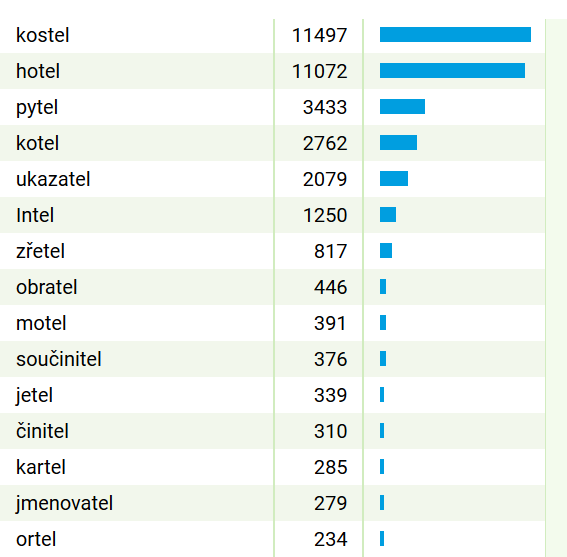 kostel 11497
hotel 11072
pytel 3433
kotel 2762
ukazatel 2079
Intel 1250
zřetel 817
obratel 446
motel 391
součinitel 376
jetel 339
činitel 310
kartel 285
jmenovatel 279
ortel 234